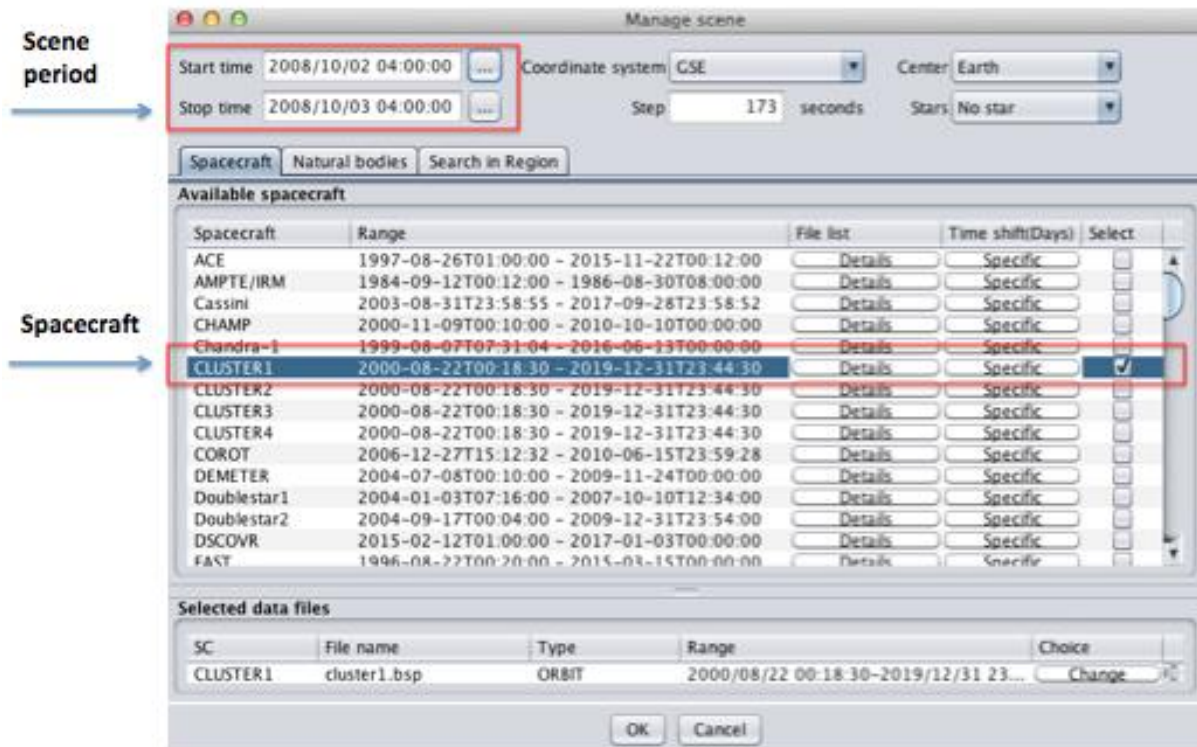 Manage scene
Scene period
Start time 2008/10/02 04:00:00 ... Coordinate system GSE Center Earth
Stop time 2008/10/03 04:00:00 ... Step 173 seconds Stars No star
Spacecraft Natural bodies Search in Region
Available spacecraft
Spacecraft Range File list Time shift(Days) Select
ACE 1997-08-26T01:00:00 - 2015-11-22T00:12:00 Details Specific
AMPTE/IRM 1984-09-12T00:12:00 - 1986-08-30T08:00:00 Details Specific
Cassini 2003-08-31T23:58:55 - 2017-09-28T23:58:52 Details Specific
CHAMP 2000-11-09T00:10:00 - 2010-10-10T00:00:00 Details Specific
Spacecraft
Chandra-1 1999-08-07T07:31:04 - 2016-06-13T00:00:00 Details Specific
CLUSTER1 2000-08-22T00:18:30 - 2019-12-31T23:44:30 Details Specific
CLUSTER2 2000-08-22T00:18:30 - 2019-12-31T23:44:30 Details Specific
CLUSTER3 2000-08-22T00:18:30 - 2019-12-31T23:44:30 Details Specific
CLUSTER4 2000-08-22T00:18:30 - 2019-12-31T23:44:30 Details Specific
COROT 2006-12-27T15:12:32 - 2010-06-15T23:59:28 Details Specific
DEMETER 2004-07-08T00:10:00 - 2009-11-24T00:00:00 Details Specific
Doublestar1 2004-01-03T07:16:00 - 2007-10-10T12:34:00 Details Specific
Doublestar2 2004-09-17T00:04:00 - 2009-12-31T23:54:00 Details Specific
DSCOVR 2015-02-12T01:00:00 - 2017-01-03T00:00:00 Details Specific
FAST 1996-08-22T00:20:00 - 2015-03-15T00:00:00 Details Specific
Selected data files
SC File name Type Range Choice
CLUSTER1 cluster1.bsp ORBIT 2000/08/22 00:18:30-2019/12/31 23... Change
OK Cancel